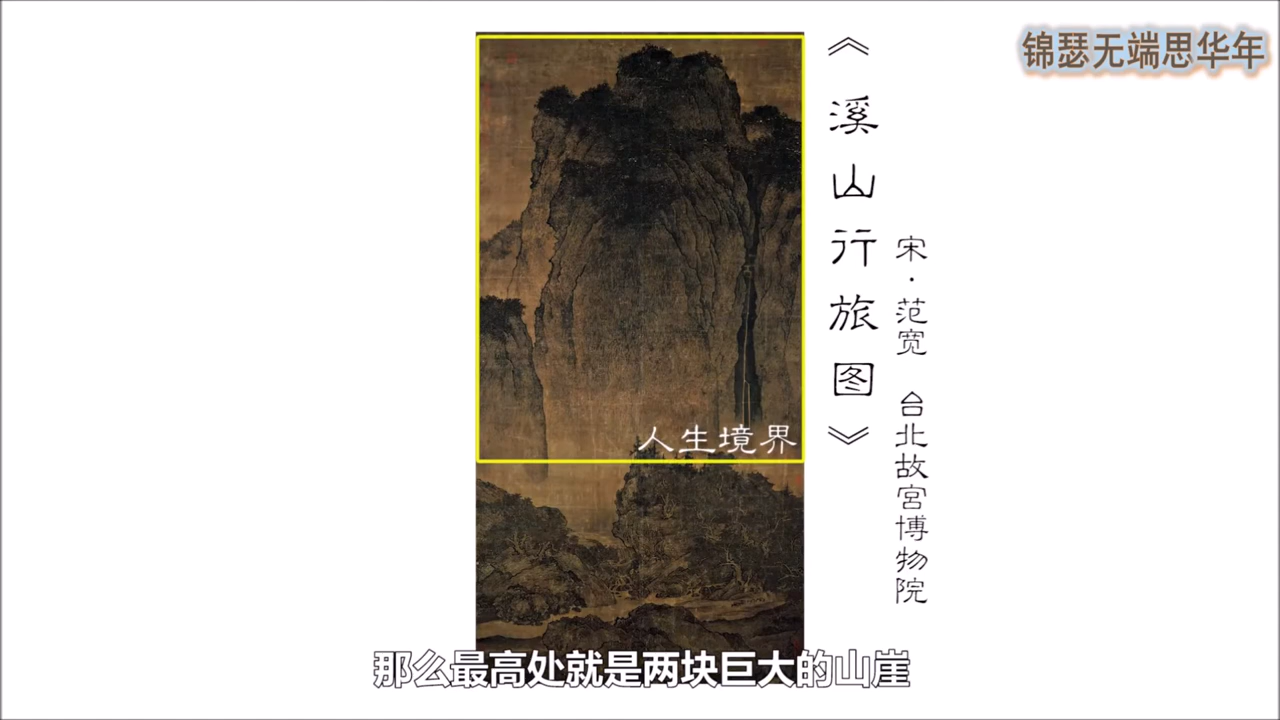 锦瑟无端思华年
《溪山行旅图》
宋·范宽 台北故宫博物院
人生境界
那么最高处就是两块巨大的山崖